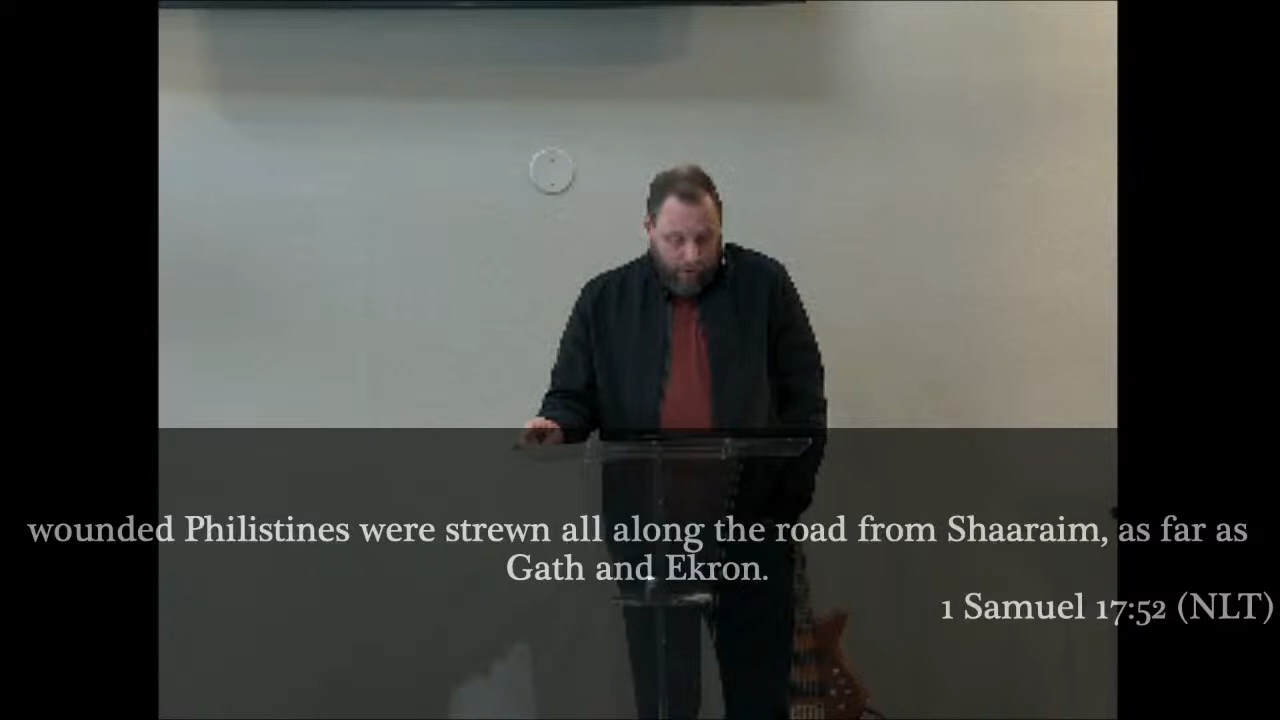 wounded Philistines were strewn all along the road from Shaaraim, as far as
Gath and Ekron.
1 Samuel 17:52 (NLT)